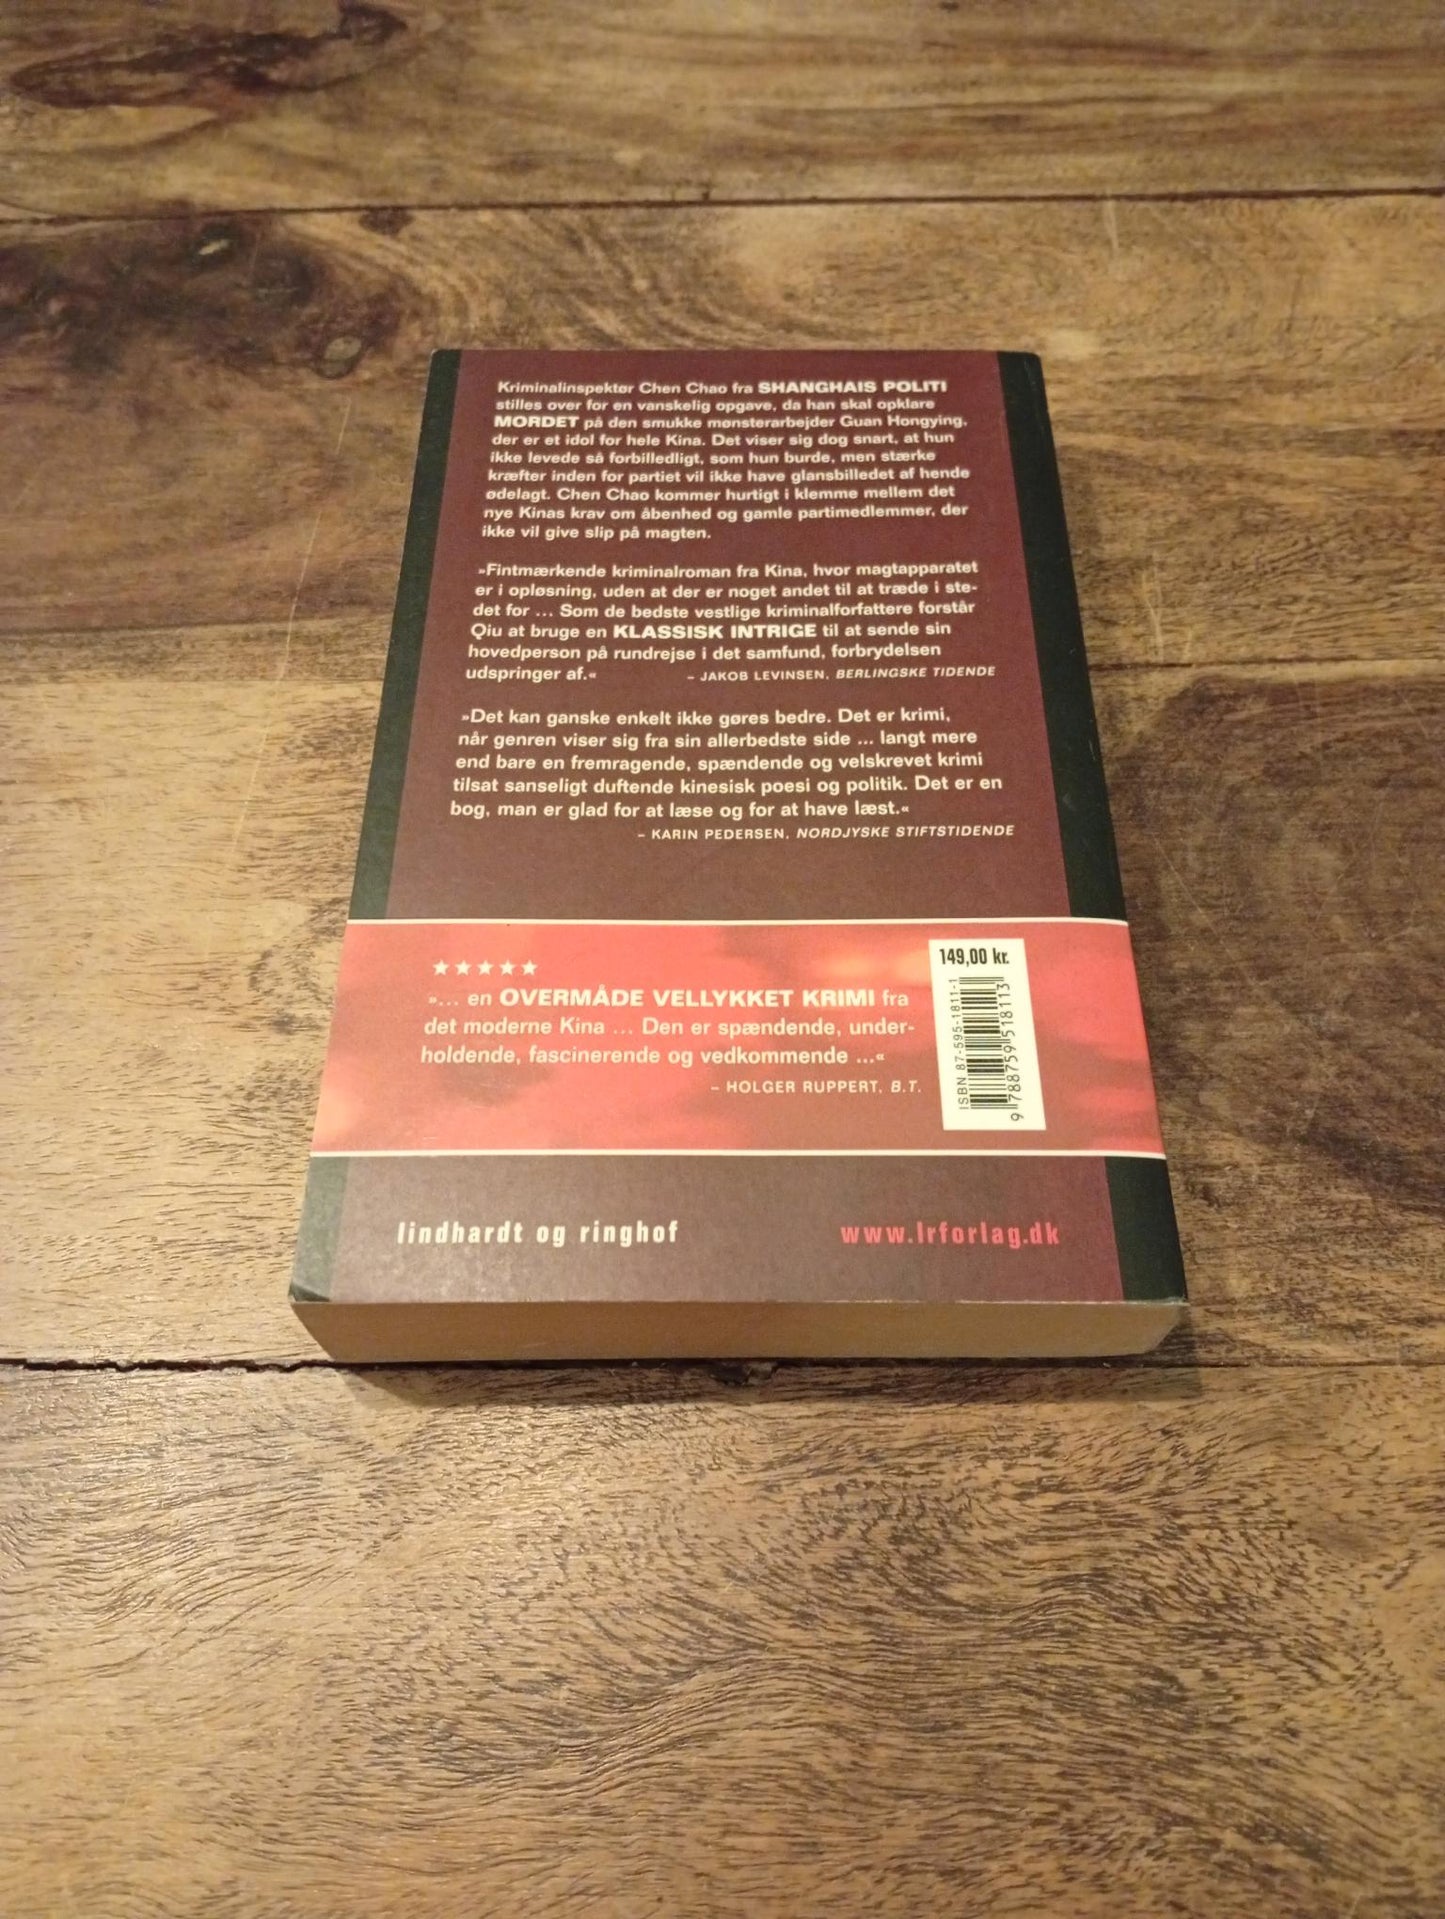 Kriminalinspektør Chen Chao fra SHANGHAIS POLITI
stilles over for en vanskelig opgave, da han skal opklare
MORDET på den smukke mønsterarbejder Guan Hongying,
der er et idol for hele Kina. Det viser sig dog snart, at hun
ikke levede så forbilledligt, som hun burde, men stærke
kræfter inden for partiet vil ikke have glansbilledet af hende
ødelagt. Chen Chao kommer hurtigt i klemme mellem det
nye Kinas krav om åbenhed og gamle partimedlemmer, der
ikke vil give slip på magten.
»Fintmærkende kriminalroman fra Kina, hvor magtapparatet
er i opløsning, uden at der er noget andet til at træde i ste-
det for ... Som de bedste vestlige kriminalforfattere forstår
Qiu at bruge en KLASSISK INTRIGE til at sende sin
hovedperson på rundrejse i det samfund, forbrydelsen
udspringer af.«
– JAKOB LEVINSEN, BERLINGSKE TIDENDE
»Det kan ganske enkelt ikke gøres bedre. Det er krimi,
når genren viser sig fra sin allerbedste side ... langt mere
end bare en fremragende, spændende og velskrevet krimi
tilsat sanseligt duftende kinesisk poesi og politik. Det er en
bog, man er glad for at læse og for at have læst.«
– KARIN PEDERSEN, NORDJYSKE STIFTSTIDENDE
★★★★★
»... en OVERMÅDE VELLYKKET KRIMI fra
det moderne Kina ... Den er spændende, under-
holdende, fascinerende og vedkommende ...«
– HOLGER RUPPERT, B.T.
149,00 kr.
ISBN 87-595-1811-1
9 788759 518113
lindhardt og ringhof
www.lrforlag.dk